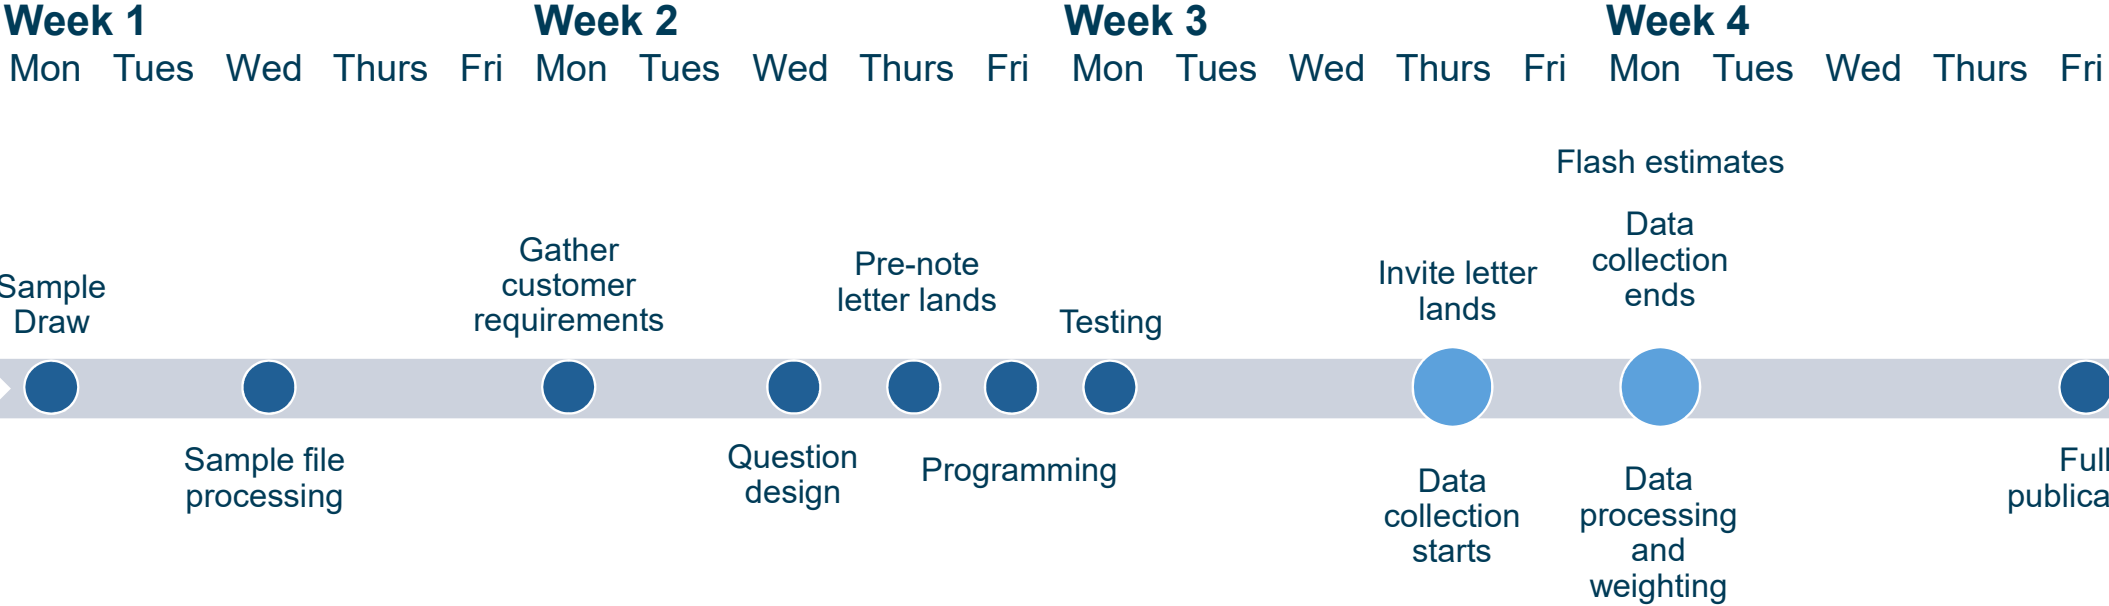 Week 1 Week 2 Week 3 Week 4
Mon Tues Wed Thurs Fri Mon Tues Wed Thurs Fri Mon Tues Wed Thurs Fri Mon Tues Wed Thurs Fri
Flash estimates
Data
collection
ends
Gather
customer
requirements
Pre-note
letter lands
Invite letter
lands
Sample
Draw
Testing
Sample file
processing
Question
design
Programming
Data
collection
starts
Data
processing
and
weighting
Full
publica